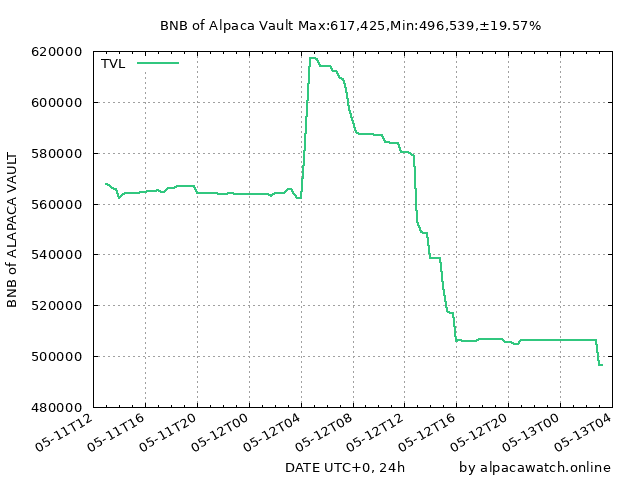 BNB of Alpaca Vault Max:617,425,Min:496,539,±19.57%
TVL
BNB of ALAPACA VAULT
620000
600000
580000
560000
540000
520000
500000
480000
05-11T12
05-11T16
05-11T20
05-12T00
05-12T04
05-12T08
05-12T12
05-12T16
05-12T20
05-13T00
05-13T04
DATE UTC+0, 24h
by alpacawatch.online